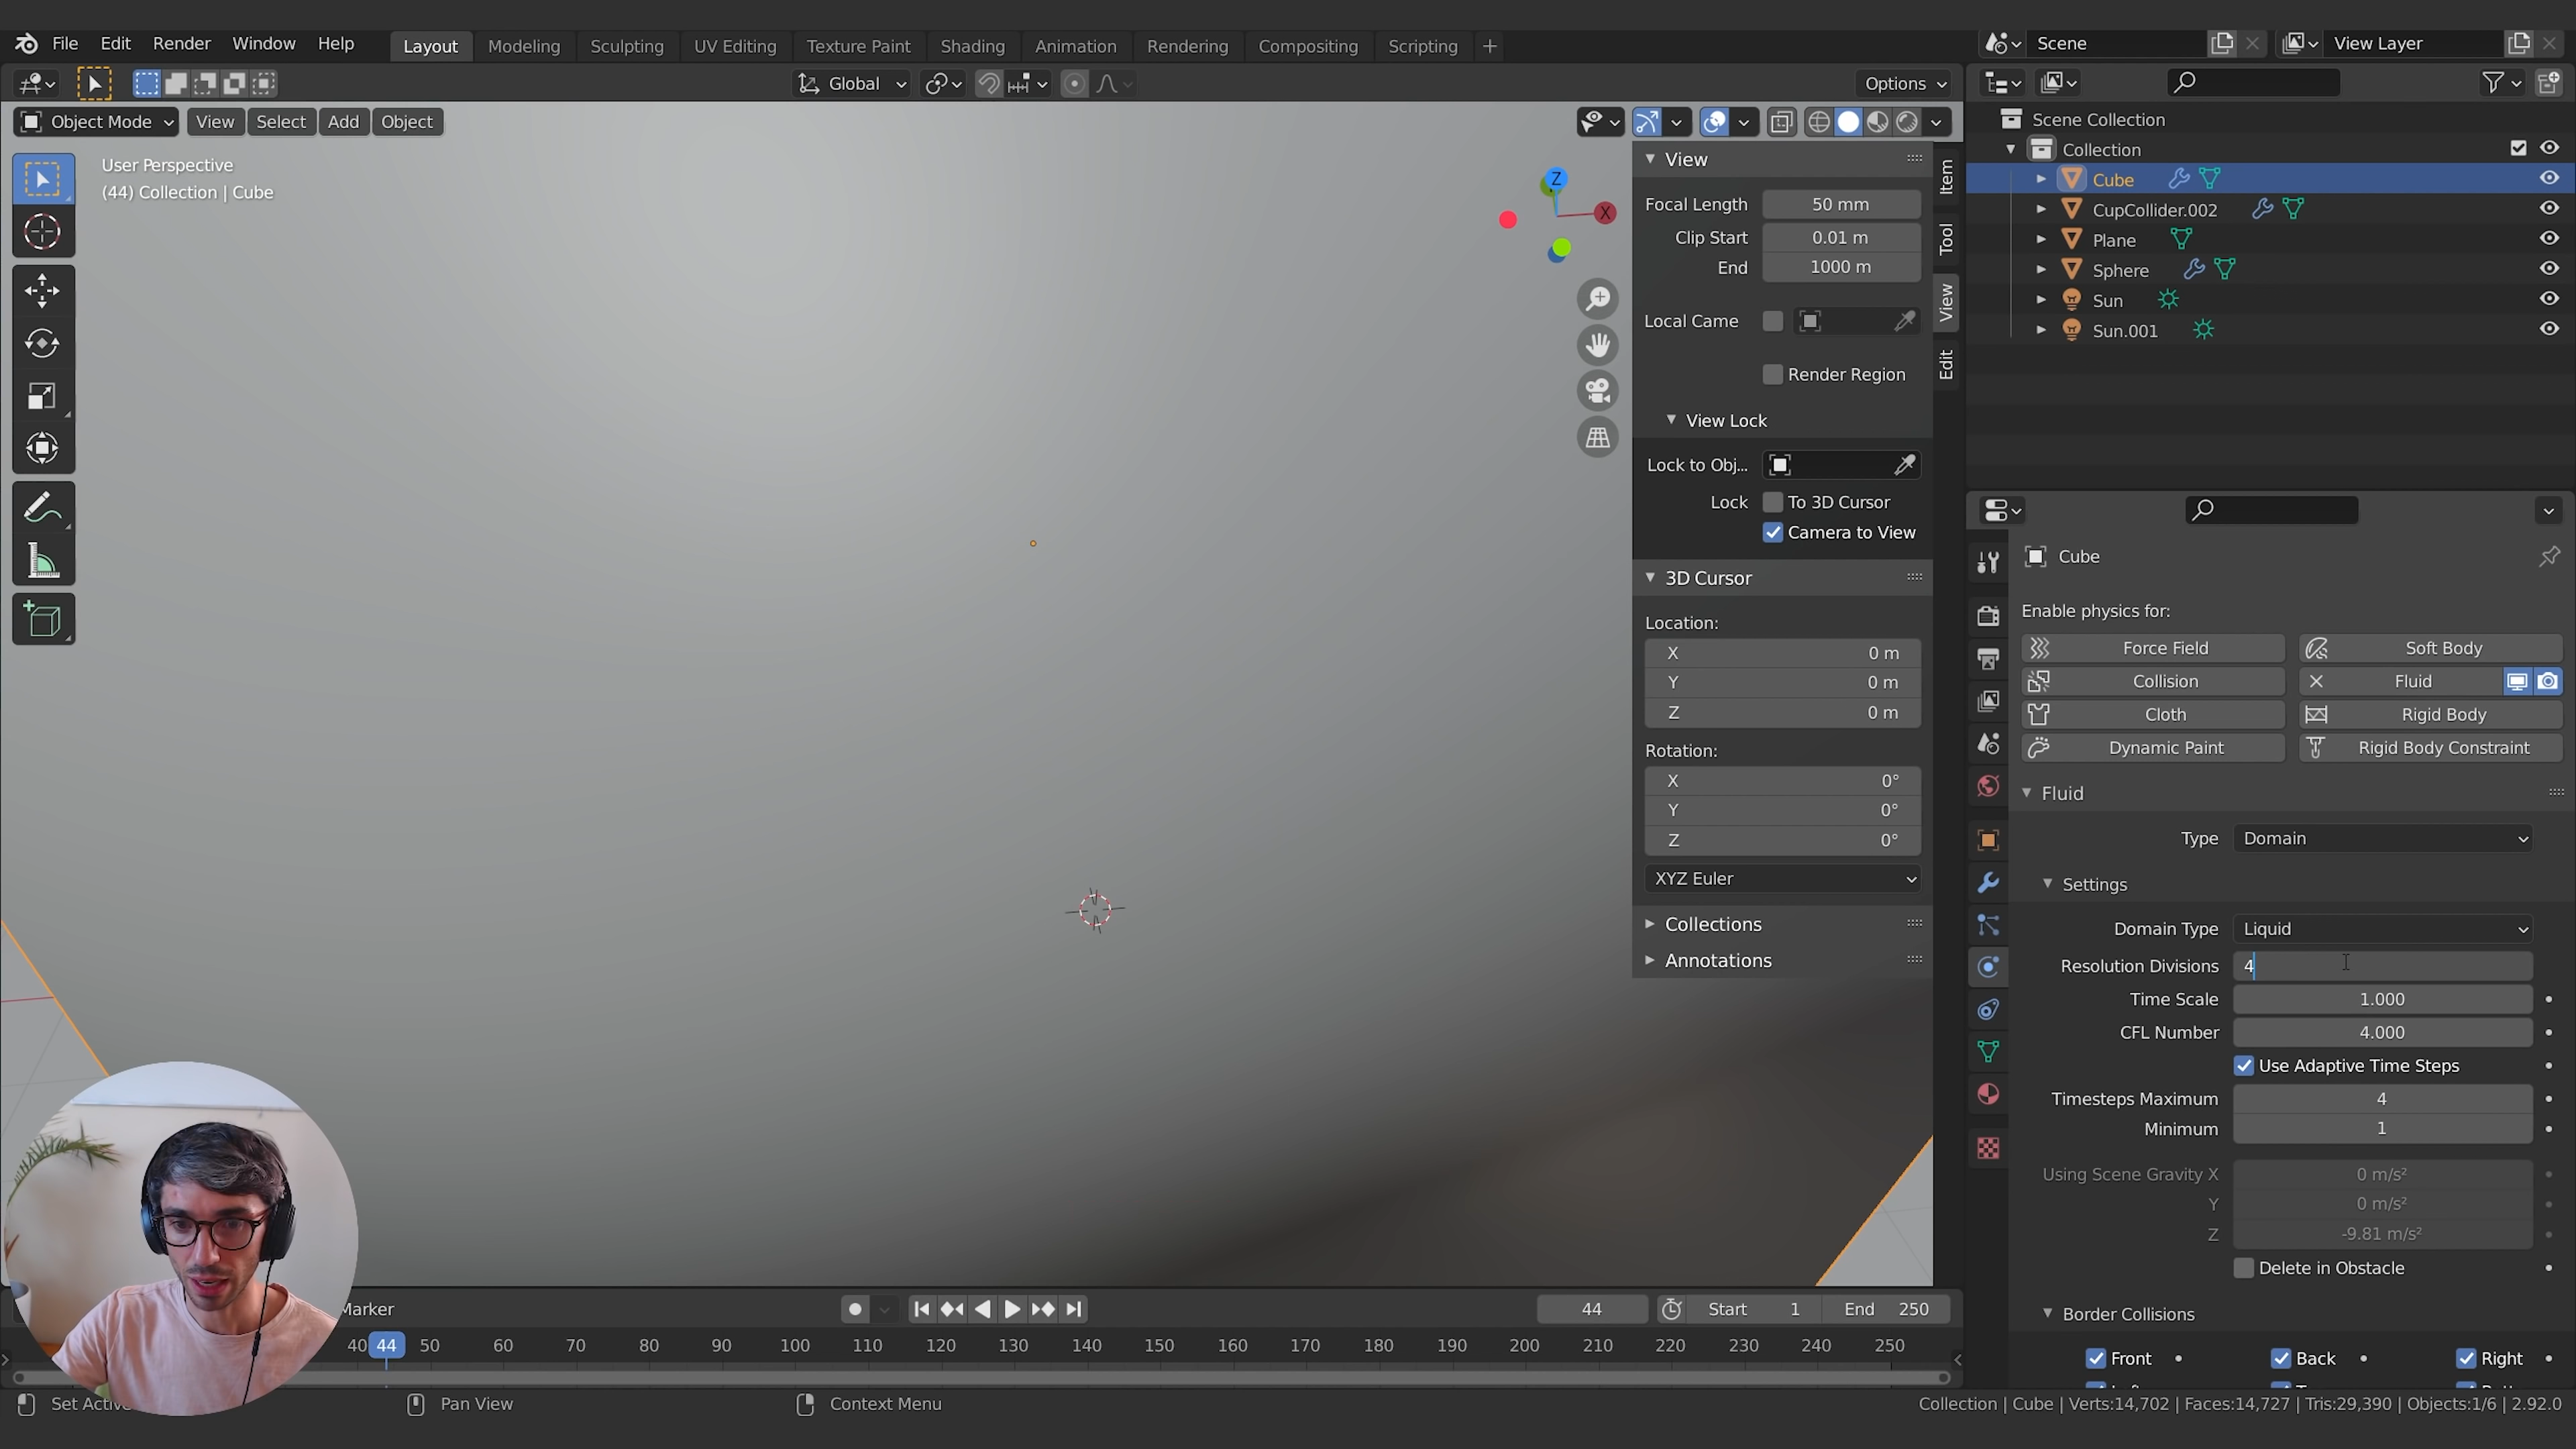 File Edit Render Window Help Layout Modeling Sculpting UV Editing Texture Paint Shading Animation Rendering Compositing Scripting + Scene View Layer
Global Options
Object Mode View Select Add Object
User Perspective
(44) Collection | Cube
Z
X
View
Focal Length 50 mm
Clip Start 0.01 m
End 1000 m
Local Came
Render Region
View Lock
Lock to Obj...
Lock To 3D Cursor
Camera to View
3D Cursor
Location:
X 0 m
Y 0 m
Z 0 m
Rotation:
X 0°
Y 0°
Z 0°
XYZ Euler
Collections
Annotations
Item
Tool
View
Edit
Scene Collection
Collection
Cube
CupCollider.002
Plane
Sphere
Sun
Sun.001
Cube
Enable physics for:
Force Field Soft Body
Collision Fluid
Cloth Rigid Body
Dynamic Paint Rigid Body Constraint
Fluid
Type Domain
Settings
Domain Type Liquid
Resolution Divisions 4
Time Scale 1.000
CFL Number 4.000
Use Adaptive Time Steps
Timesteps Maximum 4
Minimum 1
Using Scene Gravity X 0 m/s²
Y 0 m/s²
Z -9.81 m/s²
Delete in Obstacle
Border Collisions
Front Back Right
Marker 44 Start 1 End 250
40 44 50 60 70 80 90 100 110 120 130 140 150 160 170 180 190 200 210 220 230 240 250
Set Active Pan View Context Menu Collection | Cube | Verts:14,702 | Faces:14,727 | Tris:29,390 | Objects:1/6 | 2.92.0